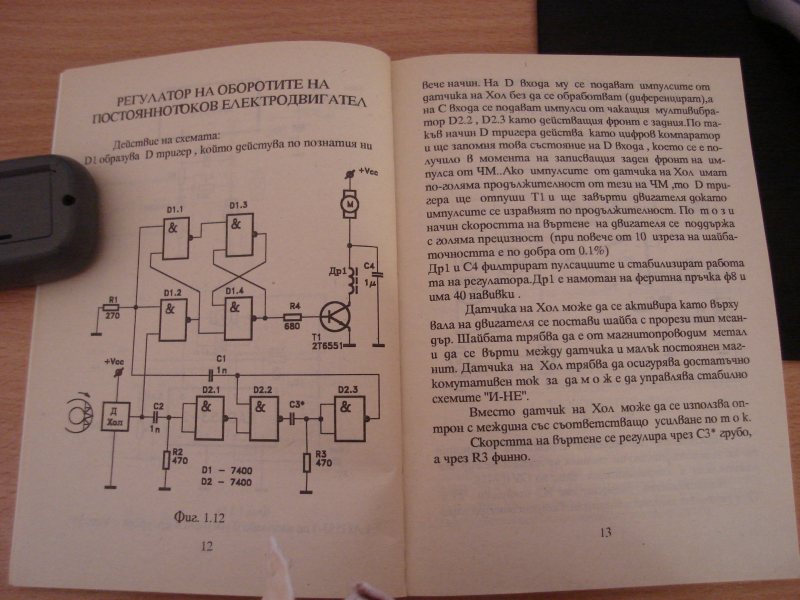 РЕГУЛАТОР НА ОБОРОТИТЕ НА
ПОСТОЯННОТОКОВ ЕЛЕКТРОДВИГАТЕЛ
Действие на схемата:
D1 образува D тригер , който действува по познатия ни
+Vcc
M
D1.1
&
D1.3
&
Др1
C4
1μ
D1.2
&
D1.4
&
R1
270
R4
680
T1
2T6551
+Vcc
C1
1n
Д
Хол
C2
1n
D2.1
&
D2.2
&
C3*
D2.3
&
R2
470
R3
470
D1 - 7400
D2 - 7400
Фиг. 1.12
12
вече начин. На D входа му се подават импулсите от
датчика на Хол без да се обработват (диференцират),а
на С входа се подават импулси от чакащия мултивибра-
тор D2.2 , D2.3 като действащия фронт е задния.По та-
къв начин D тригера действа като цифров компаратор
и ще запомня това състояние на D входа , което се е по-
лучило в момента на записващия заден фронт на им-
пулса от ЧМ..Ако импулсите от датчика на Хол имат
по-голяма продължителност от тези на ЧМ ,то D триг-
ера ще отпуши Т1 и ще завърти двигателя докато
импулсите се изравнят по продължителност. По т о з и
начин скоростта на въртене на двигателя се поддържа
с голяма прецизност (при повече от 10 изреза на шайба-
точността е по добра от 0.1%)
Др1 и С4 филтрират пулсациите и стабилизират работа
та на регулатора.Др1 е намотан на феритна пръчка ф8 и
има 40 навивки .
Датчика на Хол може да се активира като върху
вала на двигателя се постави шайба с прорези тип меан-
дър. Шайбата трябва да е от магнитопроводим метал
и да се върти между датчика и малък постоянен маг-
нит. Датчика на Хол трябва да осигурява достатъчно
комутативен ток за да м о ж е да управлява стабилно
схемите "И-НЕ".
Вместо датчик на Хол може да се използва оп-
трон с междина със съответстващо усилване по т о к.
Скорстта на въртене се регулира чрез С3* грубо,
а чрез R3 финно.
13